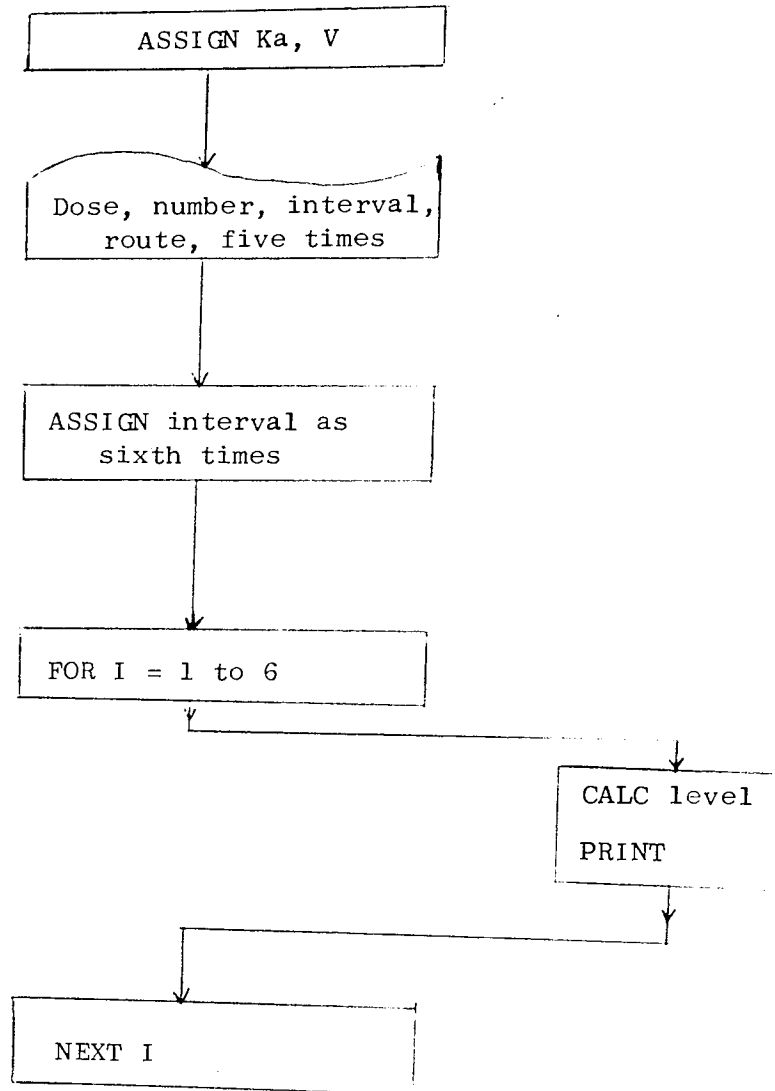 ASSIGN Ka, V
Dose, number, interval,
route, five times
ASSIGN interval as
sixth times
FOR I = 1 to 6
CALC level
PRINT
NEXT I